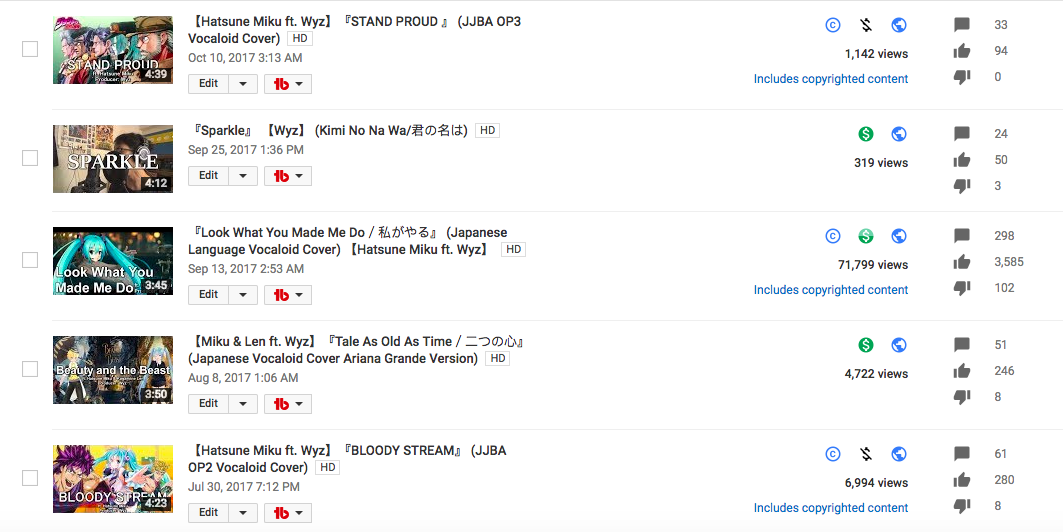 【Hatsune Miku ft. Wyz】『STAND PROUD 』 (JJBA OP3
Vocaloid Cover) HD
Oct 10, 2017 3:13 AM
Edit
STAND PROUD
4:39
1,142 views
Includes copyrighted content
33
94
0
『Sparkle』 【Wyz】 (Kimi No Na Wa/君の名は) HD
Sep 25, 2017 1:36 PM
Edit
SPARKLE
4:12
319 views
24
50
3
『Look What You Made Me Do / 私がやる』 (Japanese
Language Vocaloid Cover) 【Hatsune Miku ft. Wyz】 HD
Sep 13, 2017 2:53 AM
Edit
Look What You
Made Me Do
3:45
71,799 views
Includes copyrighted content
298
3,585
102
【Miku & Len ft. Wyz】『Tale As Old As Time / 二つの心』
(Japanese Vocaloid Cover Ariana Grande Version) HD
Aug 8, 2017 1:06 AM
Edit
Beauty and the Beast
3:50
4,722 views
51
246
8
【Hatsune Miku ft. Wyz】『BLOODY STREAM』 (JJBA
OP2 Vocaloid Cover) HD
Jul 30, 2017 7:12 PM
Edit
BLOODY STREAM
4:23
6,994 views
Includes copyrighted content
61
280
8